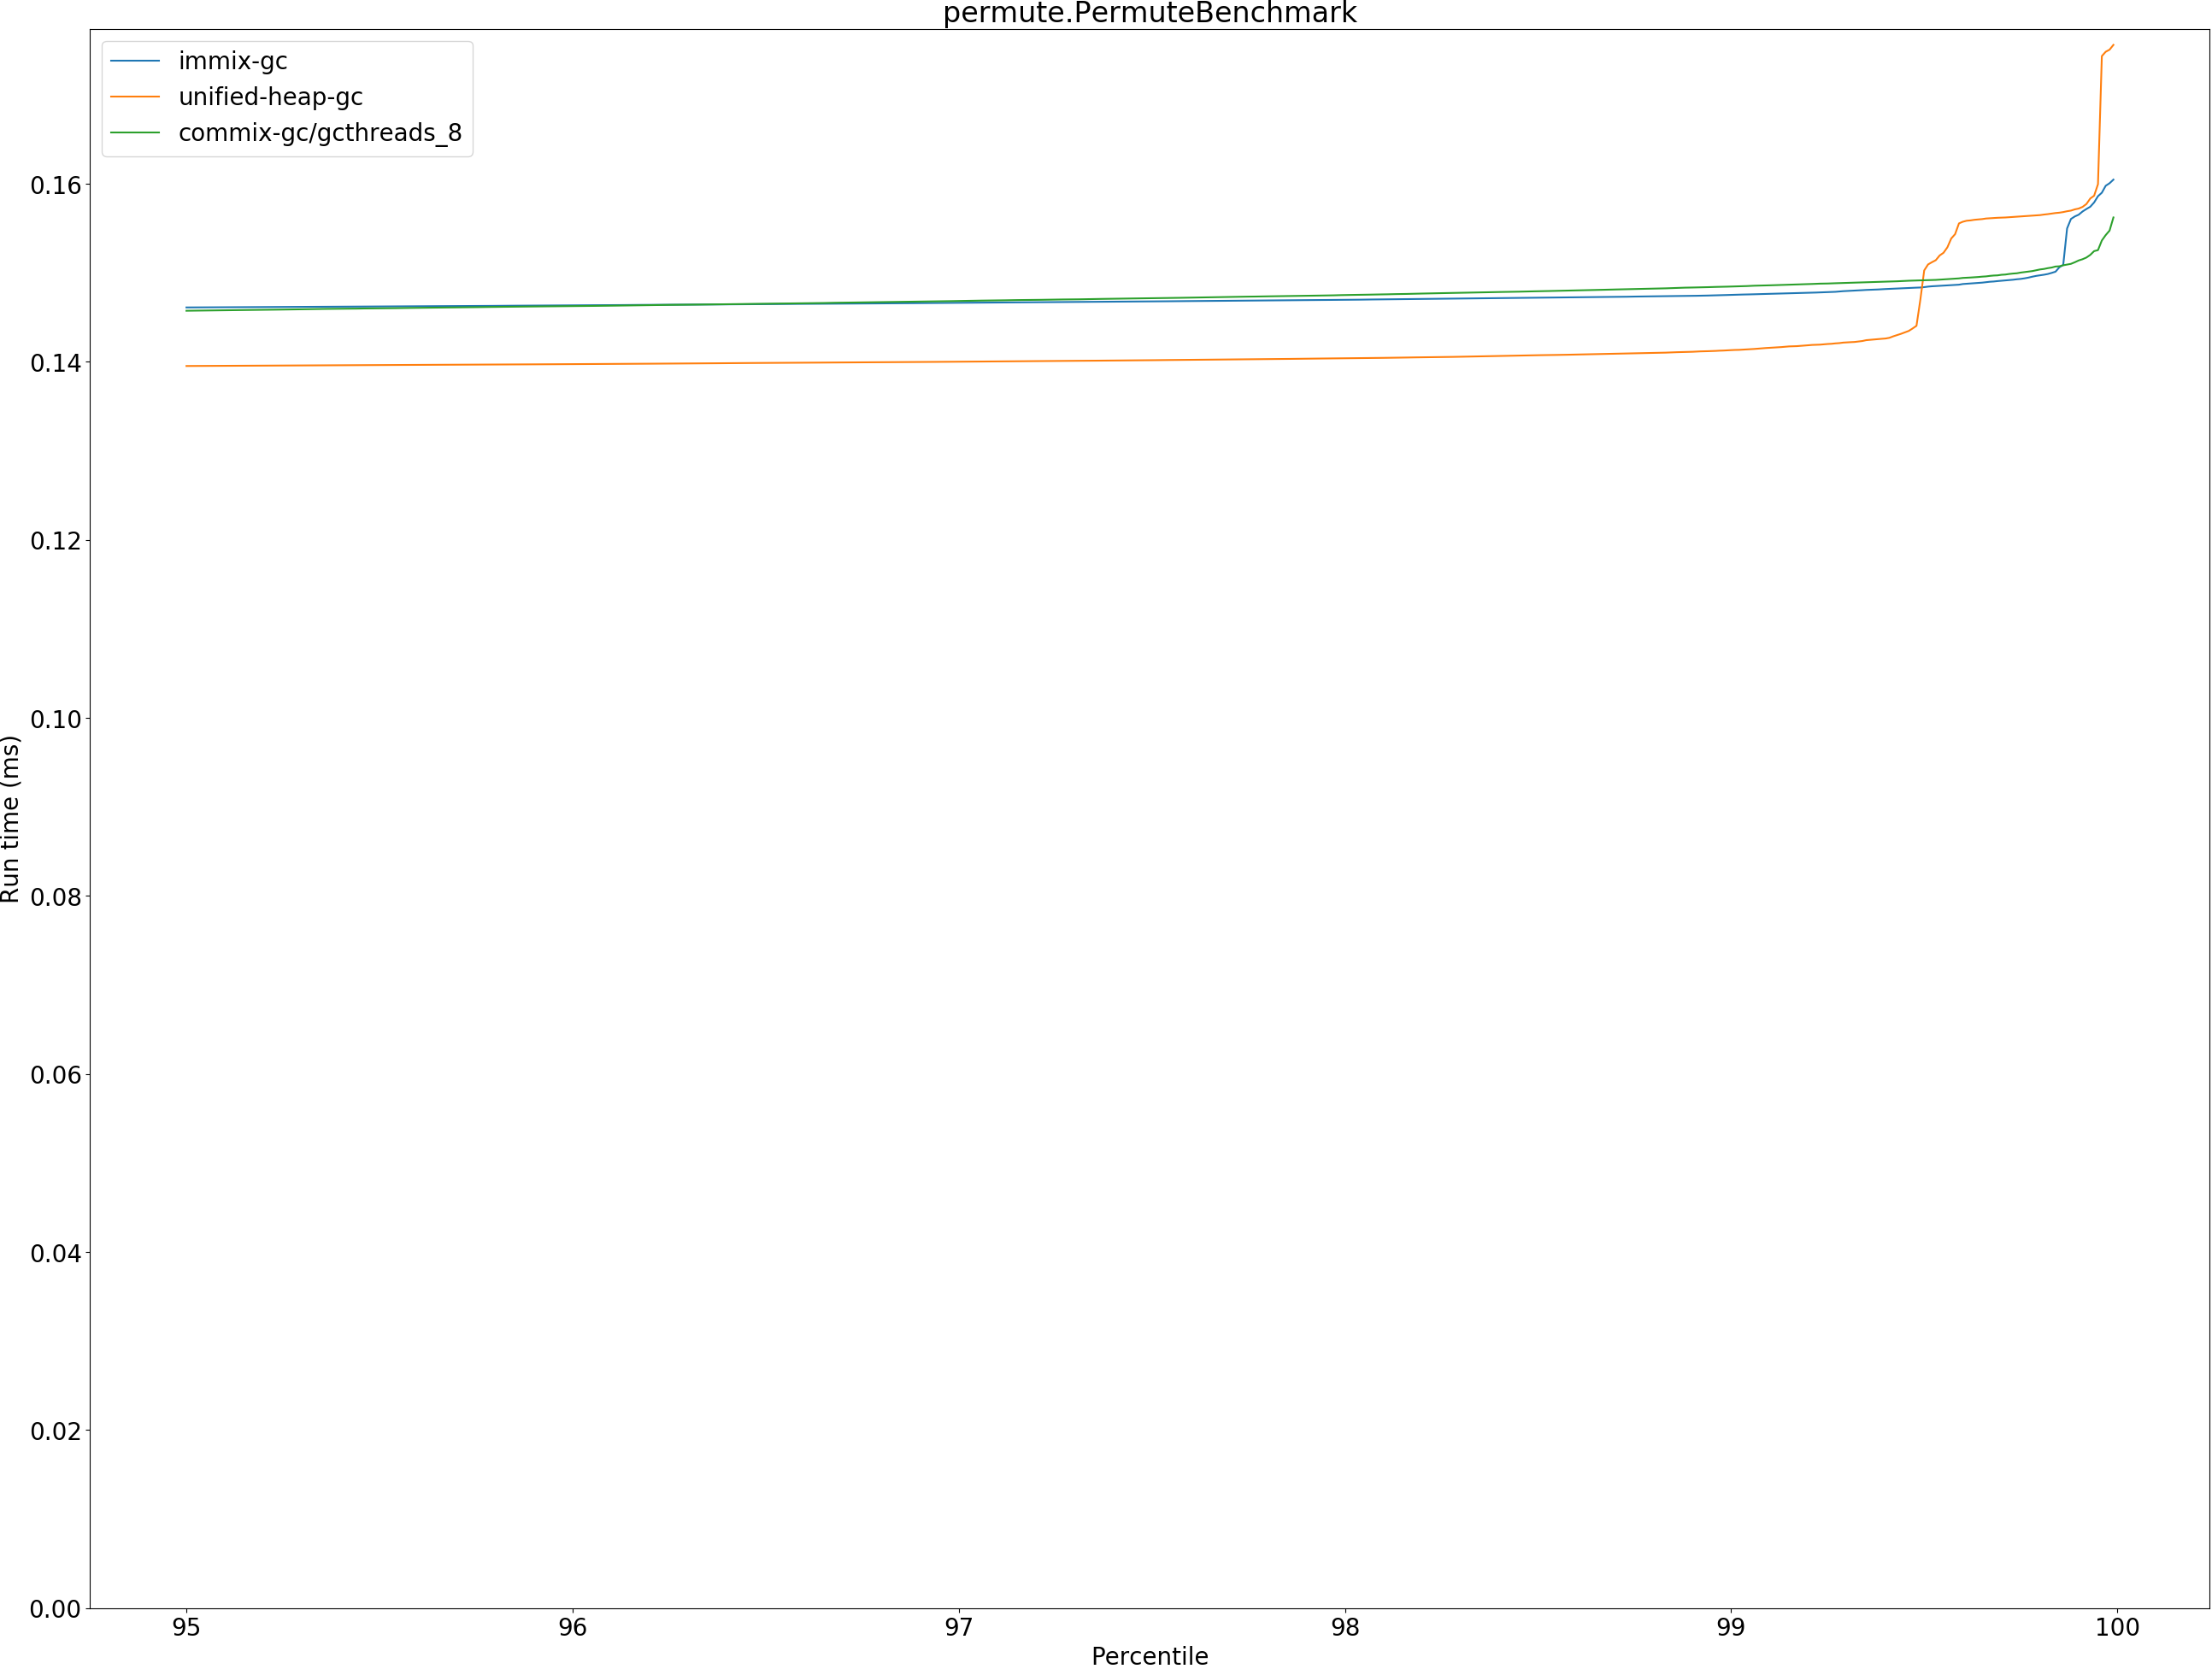 permute.PermuteBenchmark
immix-gc
unified-heap-gc
commix-gc/gcthreads_8
0.16
0.14
0.12
0.10
0.08
0.06
0.04
0.02
0.00
Run time (ms)
95 96 97 98 99 100
Percentile